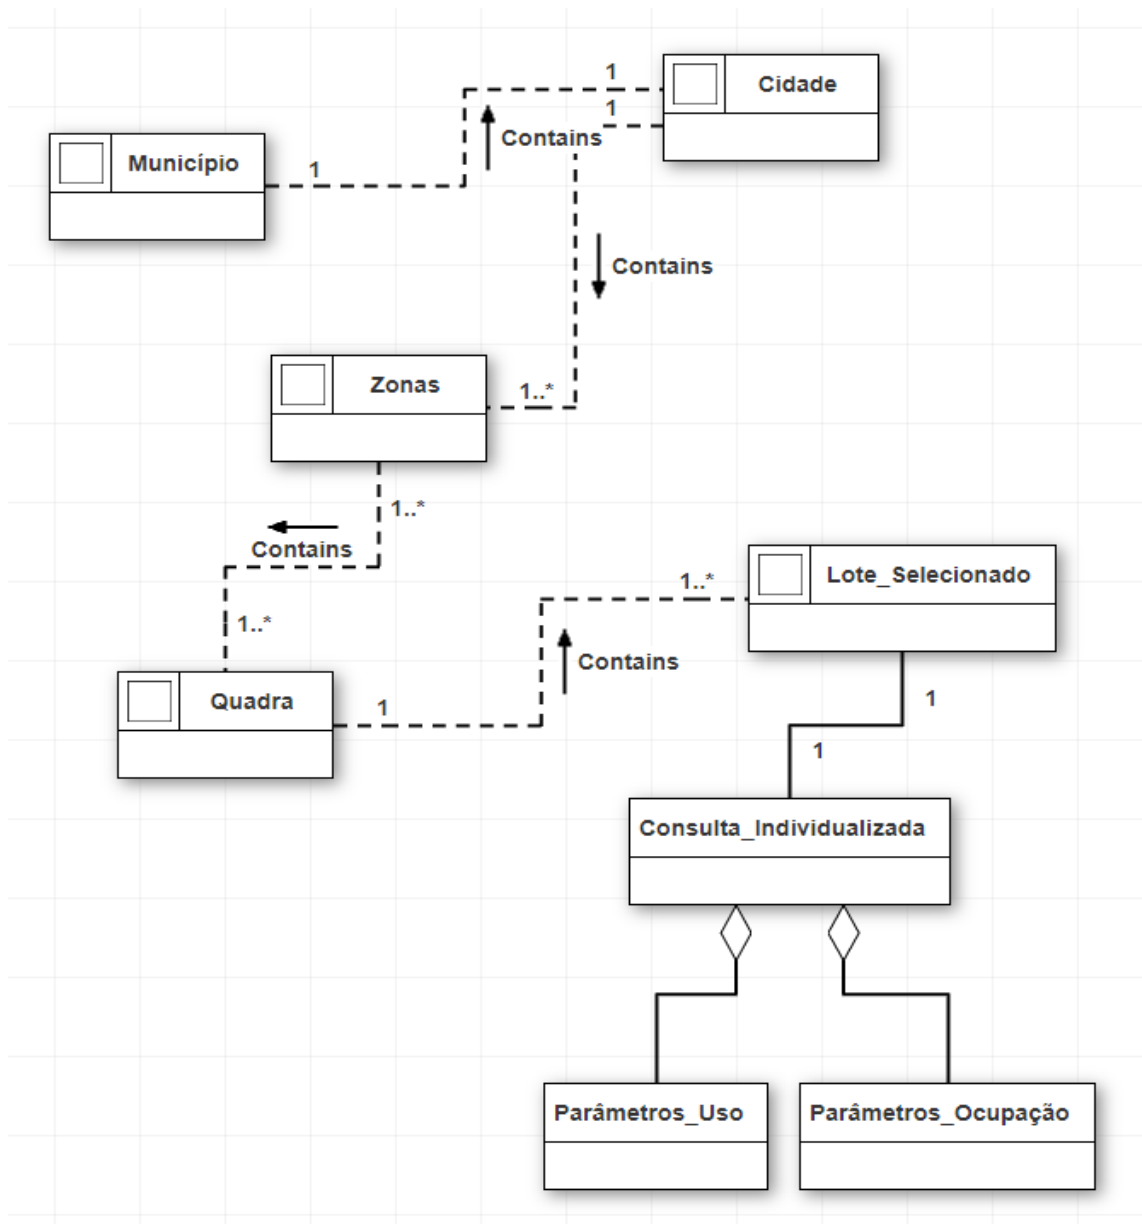 1
Cidade
1
Contains
Município
1
Contains
Zonas
1..*
1..*
Contains
1..*
Lote_Selecionado
1..*
Contains
Quadra
1
1
1
Consulta_Individualizada
Parâmetros_Uso
Parâmetros_Ocupação